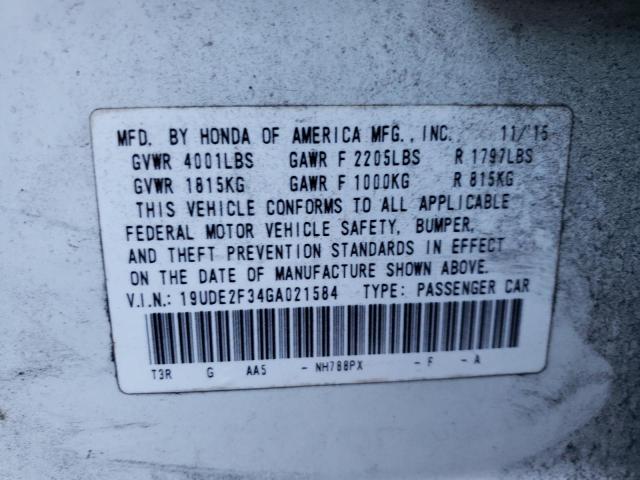 MFD. BY HONDA OF AMERICA MFG., INC. 11/15
GVWR 4001LBS GAWR F 2205LBS R 1797LBS
GVWR 1815KG GAWR F 1000KG R 815KG
THIS VEHICLE CONFORMS TO ALL APPLICABLE
FEDERAL MOTOR VEHICLE SAFETY, BUMPER,
AND THEFT PREVENTION STANDARDS IN EFFECT
ON THE DATE OF MANUFACTURE SHOWN ABOVE.
V.I.N.: 19UDE2F34GA021584 TYPE: PASSENGER CAR
T3R G AA5 - NH788PX - F - A